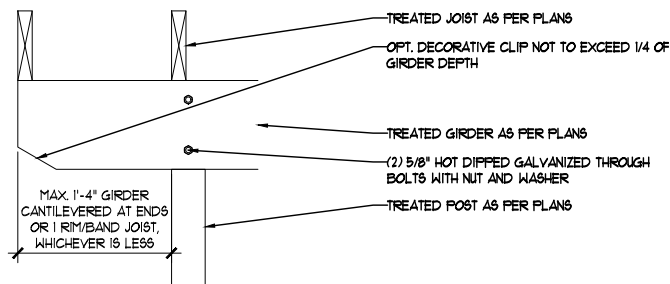 TREATED JOIST AS PER PLANS
OPT. DECORATIVE CLIP NOT TO EXCEED 1/4 OF
GIRDER DEPTH
TREATED GIRDER AS PER PLANS
(2) 5/8" HOT DIPPED GALVANIZED THROUGH
BOLTS WITH NUT AND WASHER
TREATED POST AS PER PLANS
MAX. 1'-4" GIRDER
CANTILEVERED AT ENDS
OR 1 RIM/BAND JOIST,
WHICHEVER IS LESS